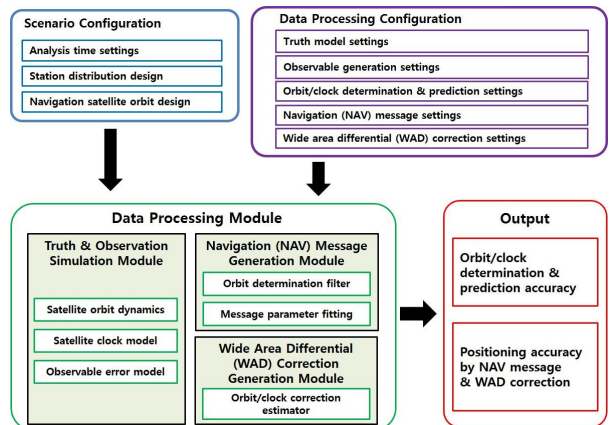 Scenario Configuration
Analysis time settings
Station distribution design
Navigation satellite orbit design
Data Processing Configuration
Truth model settings
Observable generation settings
Orbit/clock determination & prediction settings
Navigation (NAV) message settings
Wide area differential (WAD) correction settings
Data Processing Module
Truth & Observation
Simulation Module
Satellite orbit dynamics
Satellite clock model
Observable error model
Navigation (NAV) Message
Generation Module
Orbit determination filter
Message parameter fitting
Wide Area Differential
(WAD) Correction
Generation Module
Orbit/clock correction
estimator
Output
Orbit/clock
determination &
prediction accuracy
Positioning accuracy
by NAV message
& WAD correction